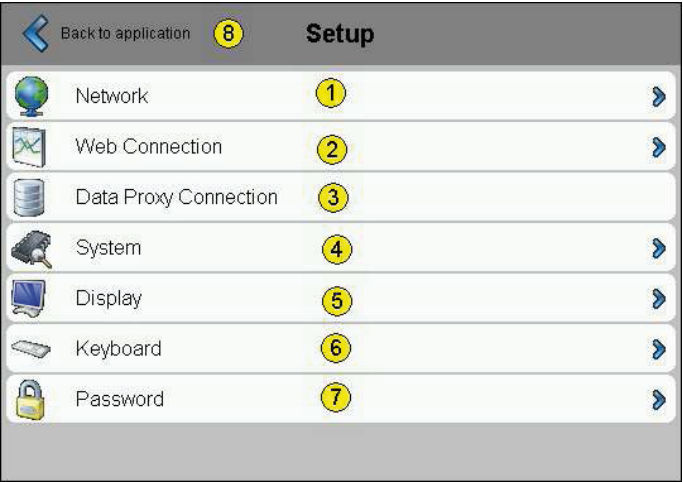 Back to application 8 Setup
Network 1
Web Connection 2
Data Proxy Connection 3
System 4
Display 5
Keyboard 6
Password 7